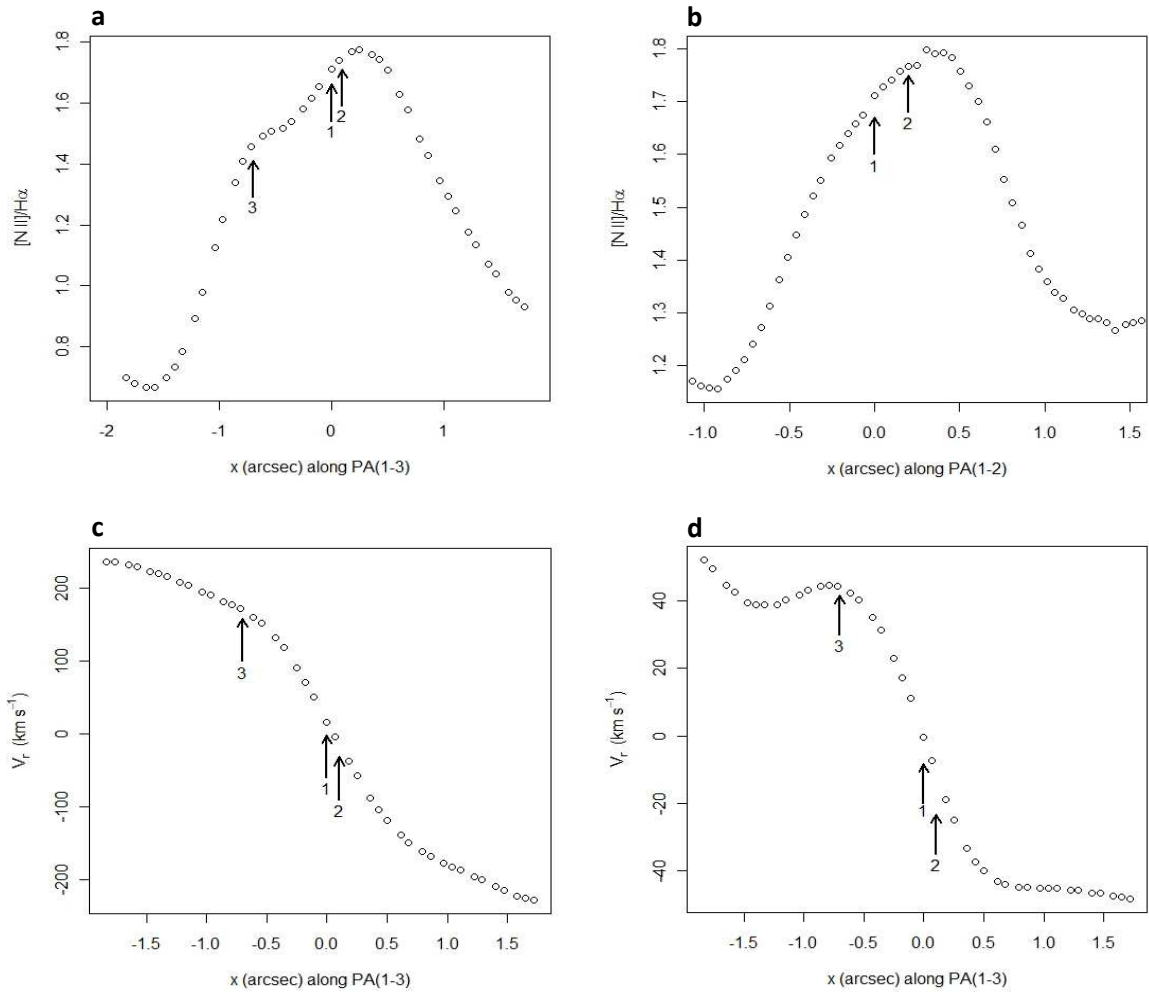 a
[N II]/Hα
0.8 1.0 1.2 1.4 1.6 1.8
3
1
2
-2 -1 0 1
x (arcsec) along PA(1-3)
b
[N II]/Hα
1.2 1.3 1.4 1.5 1.6 1.7 1.8
1
2
-1.0 -0.5 0.0 0.5 1.0 1.5
x (arcsec) along PA(1-2)
c
Vr (km s−1)
-200 -100 0 100 200
3
1
2
-1.5 -1.0 -0.5 0.0 0.5 1.0 1.5
x (arcsec) along PA(1-3)
d
Vr (km s−1)
-40 -20 0 20 40
3
1
2
-1.5 -1.0 -0.5 0.0 0.5 1.0 1.5
x (arcsec) along PA(1-3)